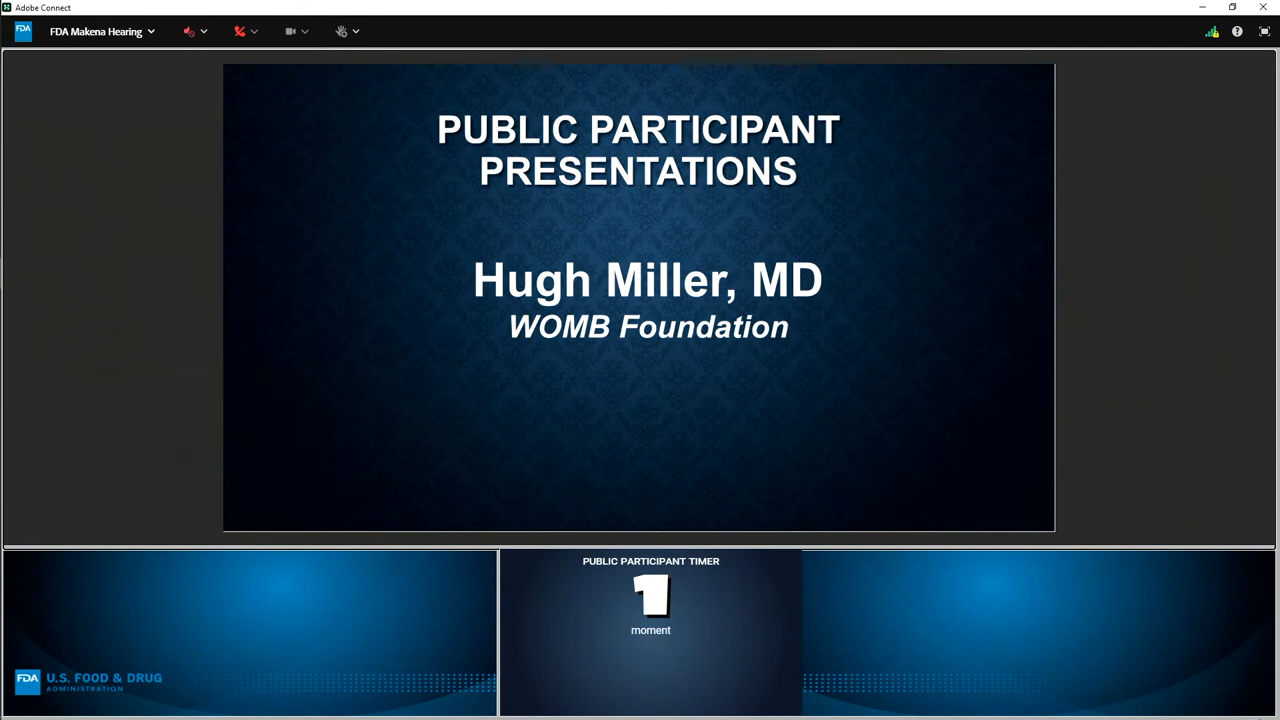 Adobe Connect
FDA
FDA Makena Hearing
PUBLIC PARTICIPANT
PRESENTATIONS
Hugh Miller, MD
WOMB Foundation
PUBLIC PARTICIPANT TIMER
1
moment
FDA
U.S. FOOD & DRUG
ADMINISTRATION